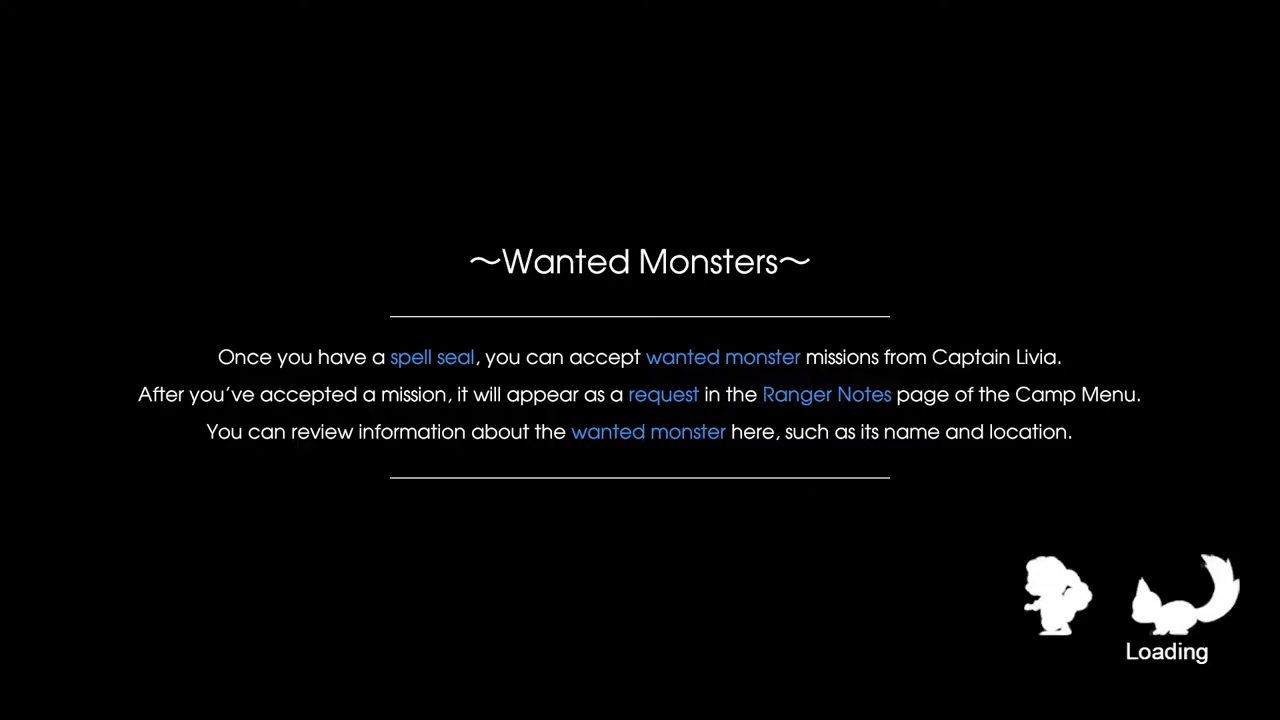 ～Wanted Monsters～
Once you have a spell seal, you can accept wanted monster missions from Captain Livia.
After you've accepted a mission, it will appear as a request in the Ranger Notes page of the Camp Menu.
You can review information about the wanted monster here, such as its name and location.
Loading